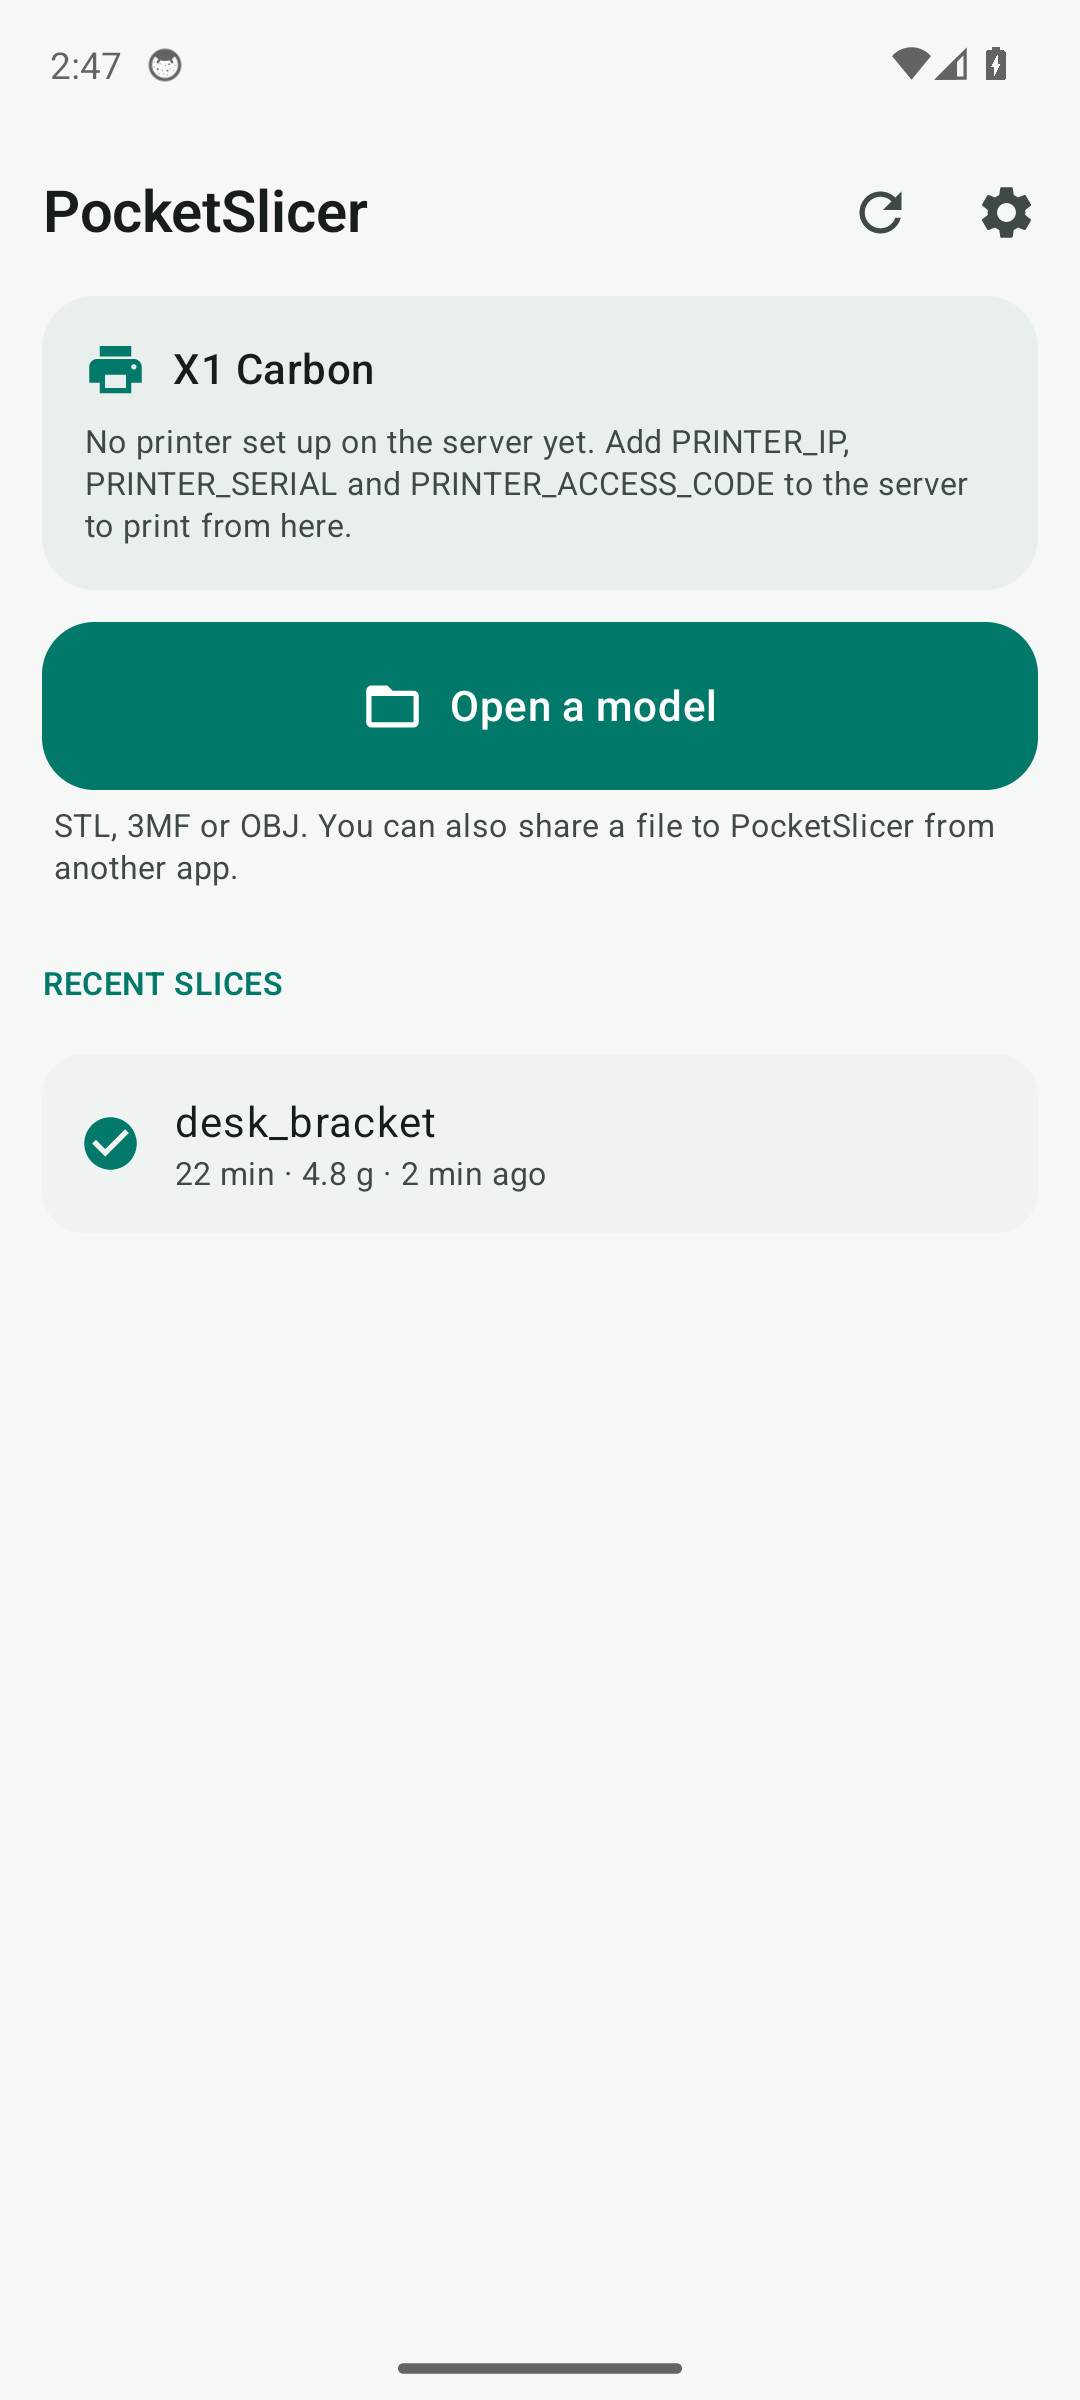 2:47
PocketSlicer
X1 Carbon
No printer set up on the server yet. Add PRINTER_IP,
PRINTER_SERIAL and PRINTER_ACCESS_CODE to the server
to print from here.
Open a model
STL, 3MF or OBJ. You can also share a file to PocketSlicer from
another app.
RECENT SLICES
desk_bracket
22 min · 4.8 g · 2 min ago